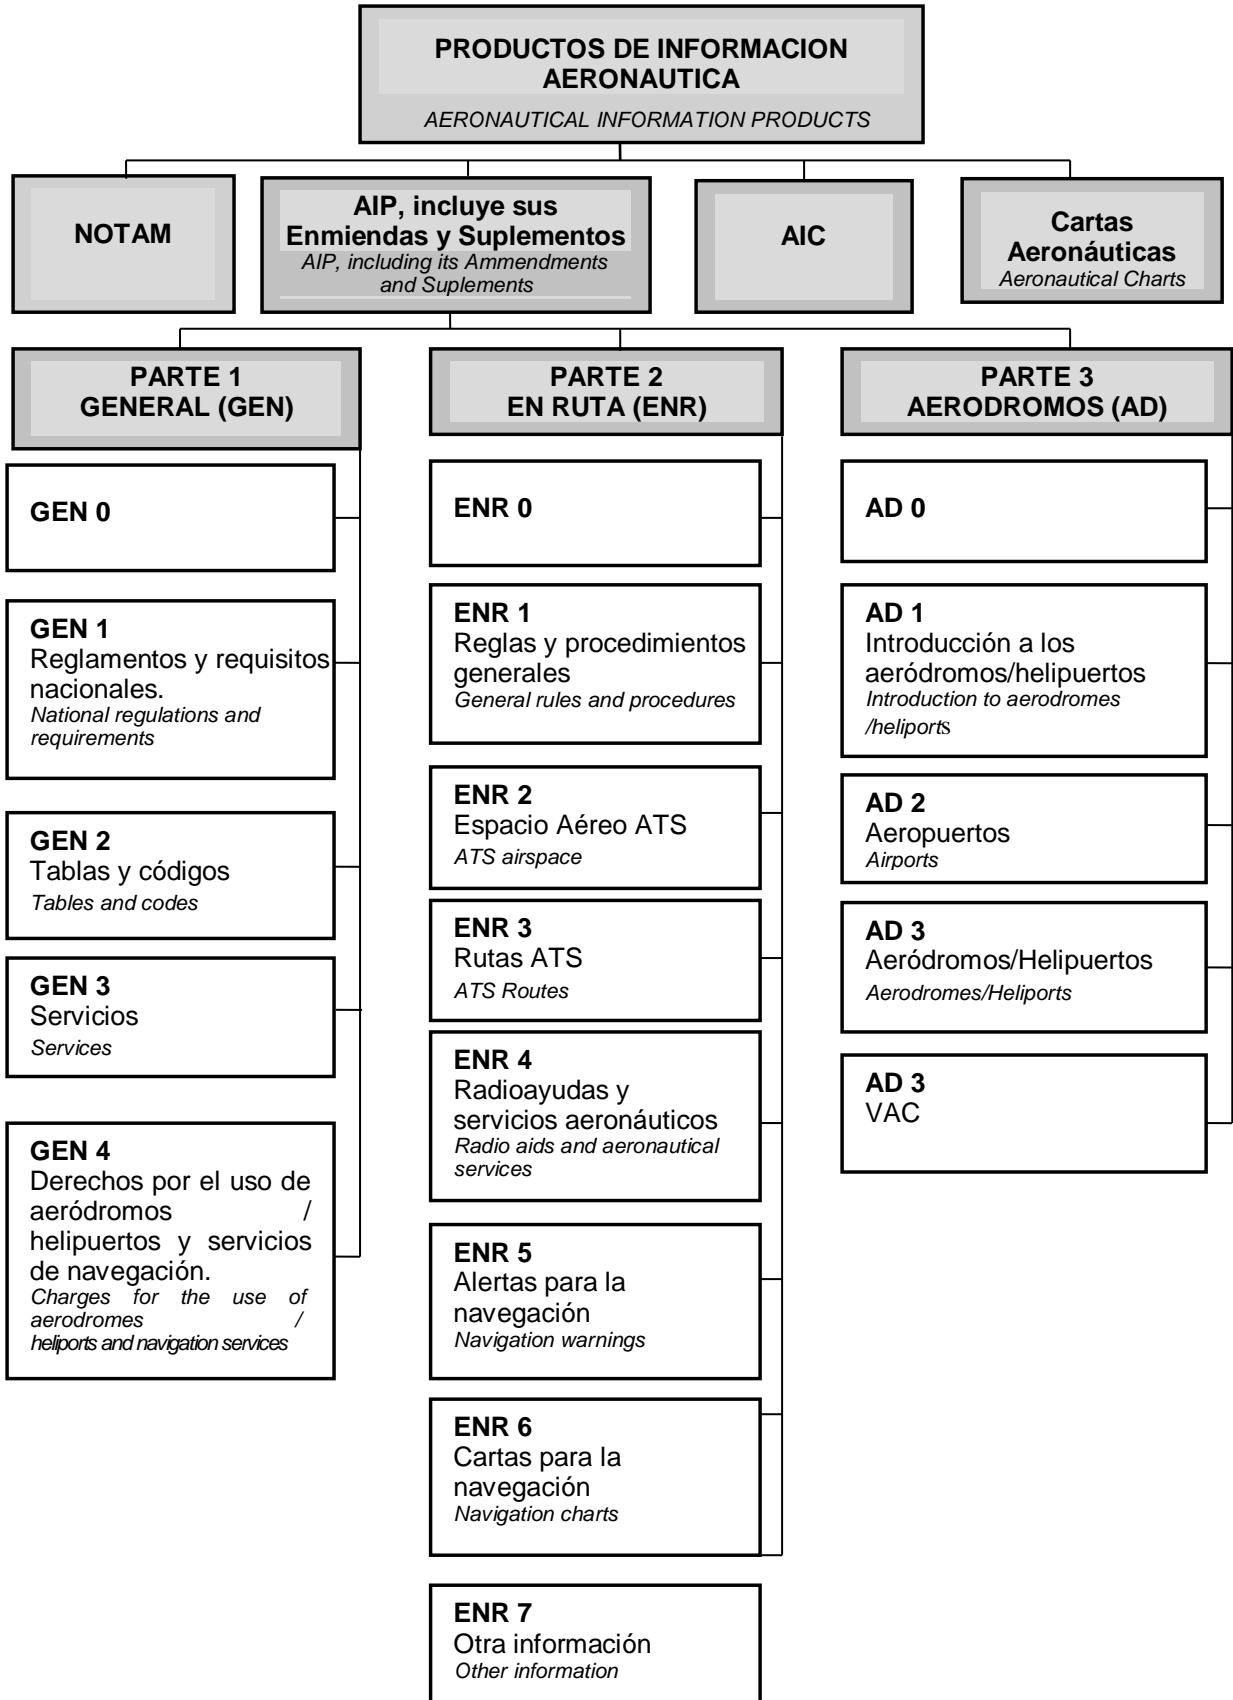 PRODUCTOS DE INFORMACION
AERONAUTICA
AERONAUTICAL INFORMATION PRODUCTS
NOTAM
AIP, incluye sus
Enmiendas y Suplementos
AIP, including its Ammendments
and Suplements
AIC
Cartas
Aeronáuticas
Aeronautical Charts
PARTE 1
GENERAL (GEN)
PARTE 2
EN RUTA (ENR)
PARTE 3
AERODROMOS (AD)
GEN 0
GEN 1
Reglamentos y requisitos
nacionales.
National regulations and
requirements
GEN 2
Tablas y códigos
Tables and codes
GEN 3
Servicios
Services
GEN 4
Derechos por el uso de
aeródromos /
helipuertos y servicios
de navegación.
Charges for the use of
aerodromes /
heliports and navigation services
ENR 0
ENR 1
Reglas y procedimientos
generales
General rules and procedures
ENR 2
Espacio Aéreo ATS
ATS airspace
ENR 3
Rutas ATS
ATS Routes
ENR 4
Radioayudas y
servicios aeronáuticos
Radio aids and aeronautical
services
ENR 5
Alertas para la
navegación
Navigation warnings
ENR 6
Cartas para la
navegación
Navigation charts
ENR 7
Otra información
Other information
AD 0
AD 1
Introducción a los
aeródromos/helipuertos
Introduction to aerodromes
/heliports
AD 2
Aeropuertos
Airports
AD 3
Aeródromos/Helipuertos
Aerodromes/Heliports
AD 3
VAC